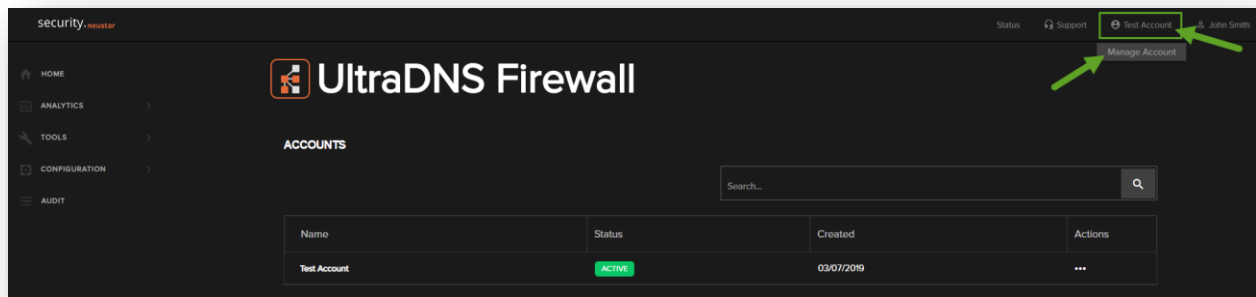 security.neustar
Status Support Test Account John Smith
Manage Account
HOME
ANALYTICS
TOOLS
CONFIGURATION
AUDIT
UltraDNS Firewall
ACCOUNTS
Search...
Name Status Created Actions
Test Account ACTIVE 03/07/2019 •••